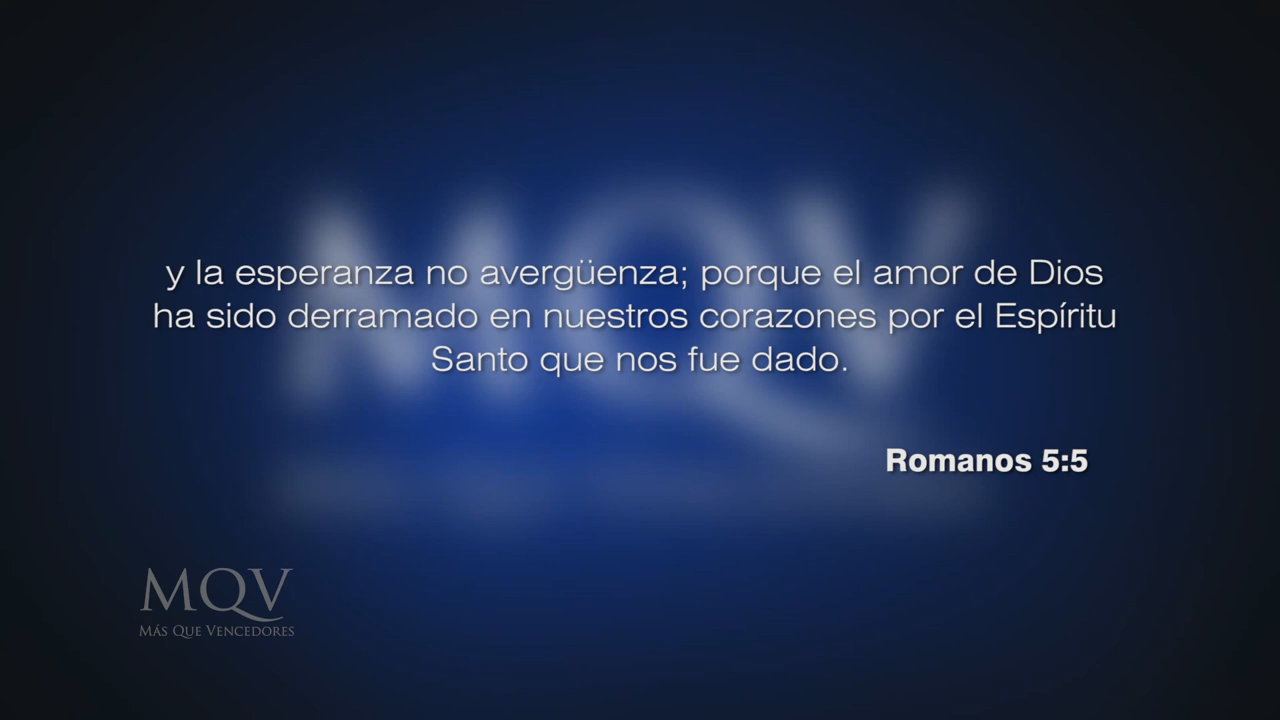 y la esperanza no avergüenza; porque el amor de Dios
ha sido derramado en nuestros corazones por el Espíritu
Santo que nos fue dado.
Romanos 5:5
MQV
MÁS QUE VENCEDORES